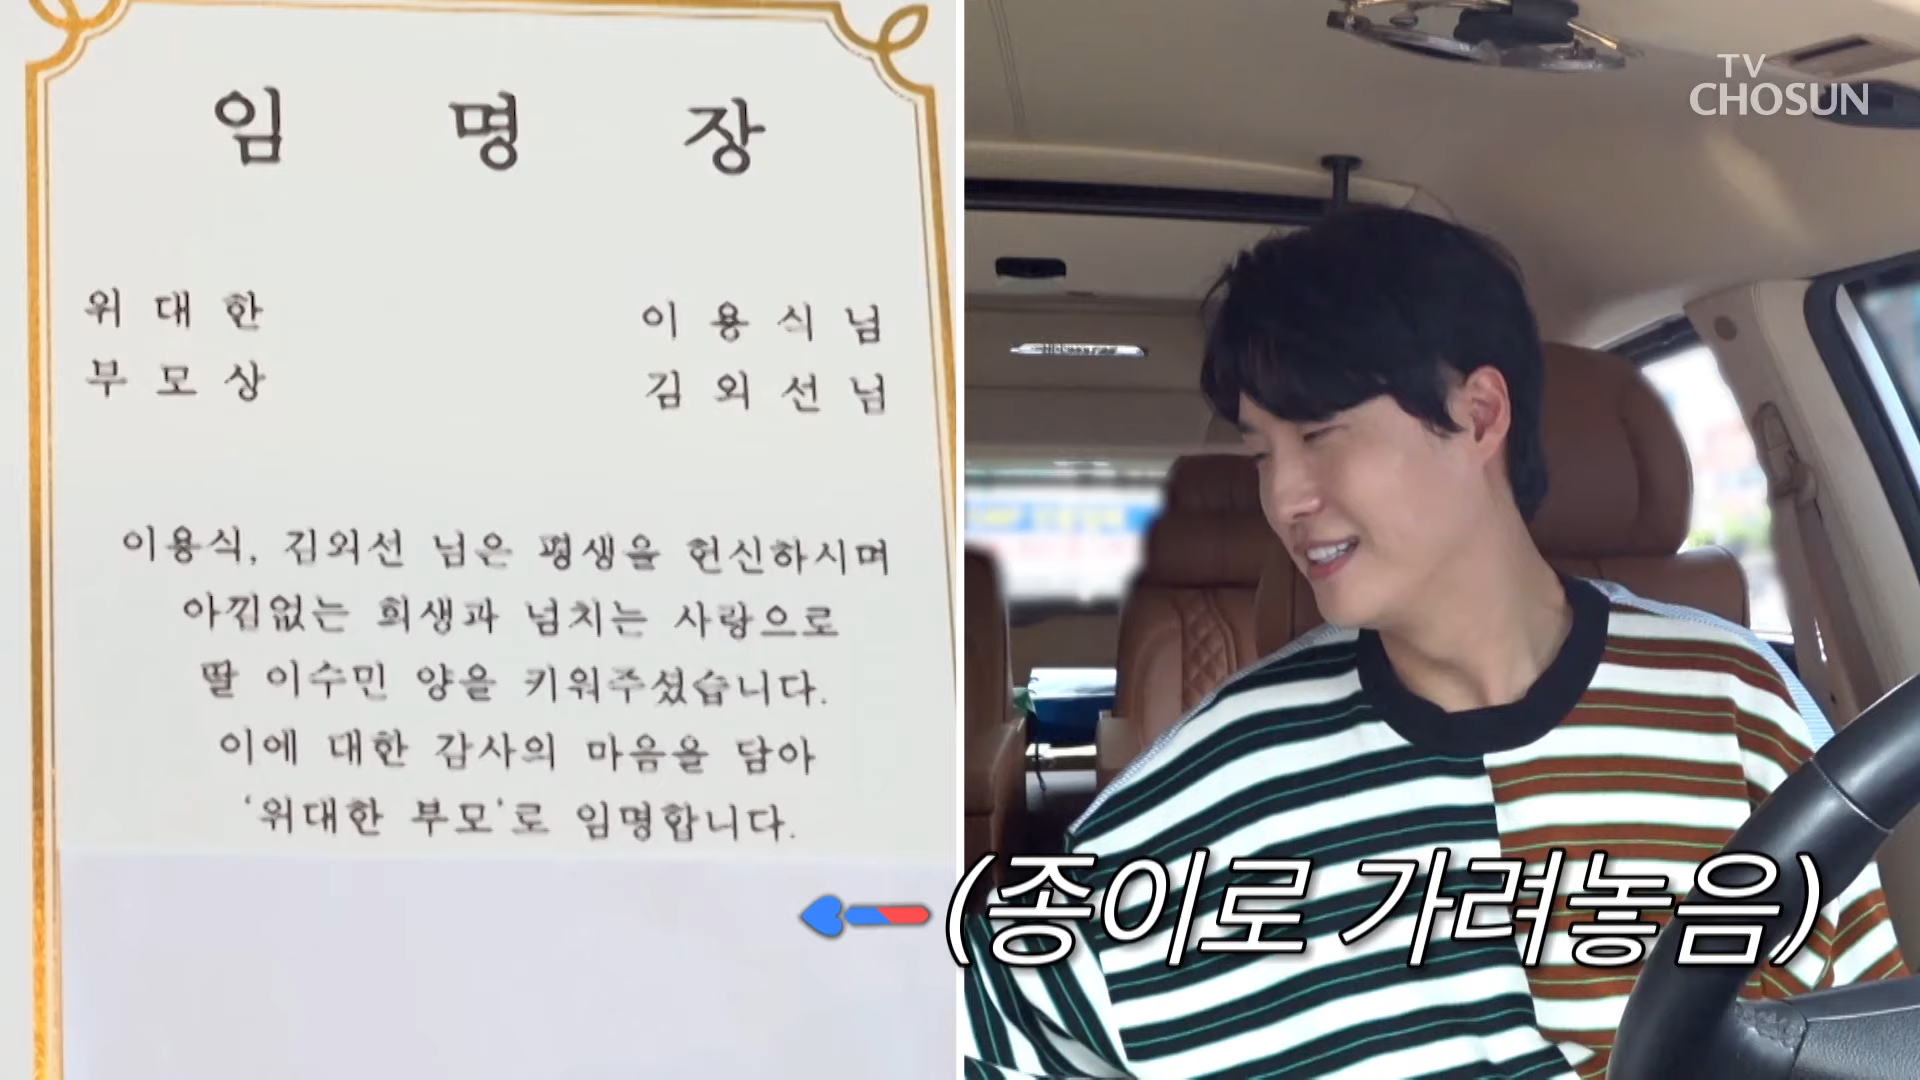 임 명 장
위 대 한
부 모 상
이 용 식 님
김 외 선 님
이용식, 김외선 님은 평생을 헌신하시며
아낌없는 희생과 넘치는 사랑으로
딸 이수민 양을 키워주셨습니다.
이에 대한 감사의 마음을 담아
‘위대한 부모’로 임명합니다.
(종이로 가려놓음)
TV
CHOSUN